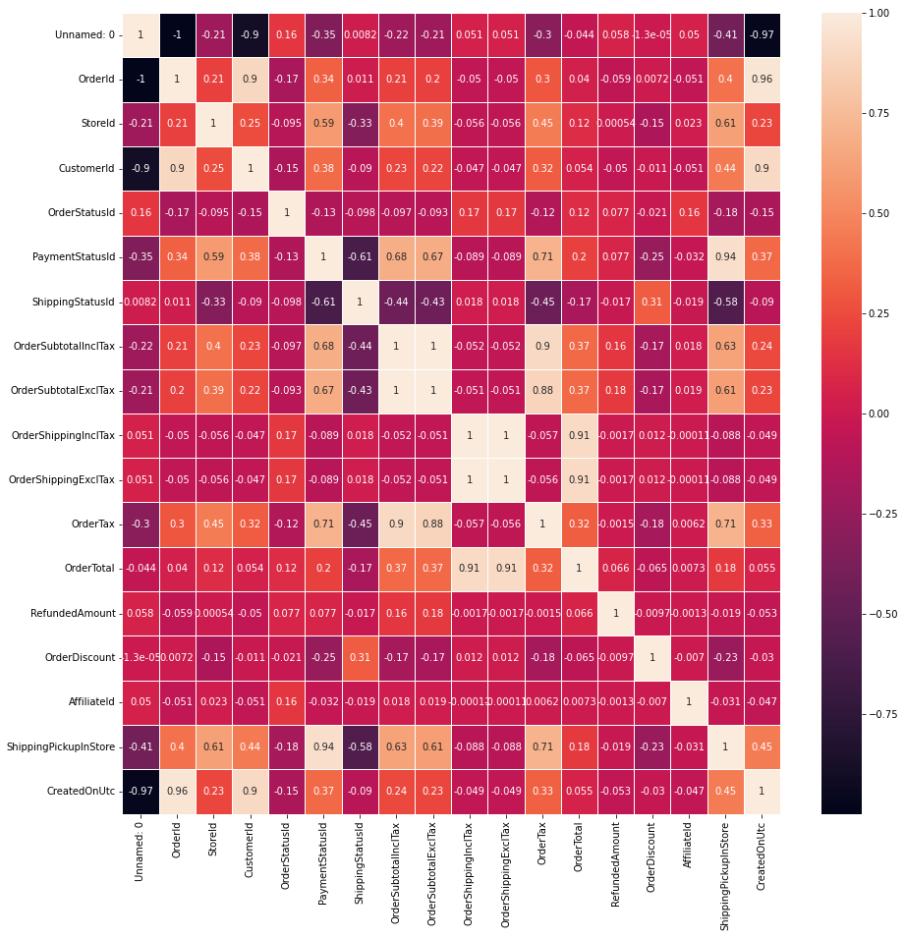 Unnamed: 0 1 -1 -0.21 -0.9 0.16 -0.35 0.0082 -0.22 -0.21 0.051 0.051 -0.3 -0.044 0.058 -1.3e-05 0.05 -0.41 -0.97
OrderId -1 1 0.21 0.9 -0.17 0.34 0.011 0.21 0.2 -0.05 -0.05 0.3 0.04 -0.059 0.0072 -0.051 0.4 0.96
StoreId -0.21 0.21 1 0.25 -0.095 0.59 -0.33 0.4 0.39 -0.056 -0.056 0.45 0.12 0.00054 -0.15 0.023 0.61 0.23
CustomerId -0.9 0.9 0.25 1 -0.15 0.38 -0.09 0.23 0.22 -0.047 -0.047 0.32 0.054 -0.05 -0.011 -0.051 0.44 0.9
OrderStatusId 0.16 -0.17 -0.095 -0.15 1 -0.13 -0.098 -0.097 -0.093 0.17 0.17 -0.12 0.12 0.077 -0.021 0.16 -0.18 -0.15
PaymentStatusId -0.35 0.34 0.59 0.38 -0.13 1 -0.61 0.68 0.67 -0.089 -0.089 0.71 0.2 0.077 -0.25 -0.032 0.94 0.37
ShippingStatusId 0.0082 0.011 -0.33 -0.09 -0.098 -0.61 1 -0.44 -0.43 0.018 0.018 -0.45 -0.17 -0.017 0.31 -0.019 -0.58 -0.09
OrderSubtotalInclTax -0.22 0.21 0.4 0.23 -0.097 0.68 -0.44 1 1 -0.052 -0.052 0.9 0.37 0.16 -0.17 0.018 0.63 0.24
OrderSubtotalExclTax -0.21 0.2 0.39 0.22 -0.093 0.67 -0.43 1 1 -0.051 -0.051 0.88 0.37 0.18 -0.17 0.019 0.61 0.23
OrderShippingInclTax 0.051 -0.05 -0.056 -0.047 0.17 -0.089 0.018 -0.052 -0.051 1 1 -0.057 0.91 -0.0017 0.012 -0.00011 -0.088 -0.049
OrderShippingExclTax 0.051 -0.05 -0.056 -0.047 0.17 -0.089 0.018 -0.052 -0.051 1 1 -0.056 0.91 -0.0017 0.012 -0.00011 -0.088 -0.049
OrderTax -0.3 0.3 0.45 0.32 -0.12 0.71 -0.45 0.9 0.88 -0.057 -0.056 1 0.32 -0.0015 -0.18 0.0062 0.71 0.33
OrderTotal -0.044 0.04 0.12 0.054 0.12 0.2 -0.17 0.37 0.37 0.91 0.91 0.32 1 0.066 -0.065 0.0073 0.18 0.055
RefundedAmount 0.058 -0.059 0.00054 -0.05 0.077 0.077 -0.017 0.16 0.18 -0.0017 -0.0017 -0.0015 0.066 1 -0.0097 -0.0013 -0.019 -0.053
OrderDiscount -1.3e-05 0.0072 -0.15 -0.011 -0.021 -0.25 0.31 -0.17 -0.17 0.012 0.012 -0.18 -0.065 -0.0097 1 -0.007 -0.23 -0.03
AffiliateId 0.05 -0.051 0.023 -0.051 0.16 -0.032 -0.019 0.018 0.019 -0.00011 0.0062 0.0073 -0.0013 -0.007 1 -0.031 -0.047
ShippingPickupInStore -0.41 0.4 0.61 0.44 -0.18 0.94 -0.58 0.63 0.61 -0.088 -0.088 0.71 0.18 -0.019 -0.23 -0.031 1 0.45
CreatedOnUtc -0.97 0.96 0.23 0.9 -0.15 0.37 -0.09 0.24 0.23 -0.049 -0.049 0.33 0.055 -0.053 -0.03 -0.047 0.45 1
Unnamed: 0
OrderId
StoreId
CustomerId
OrderStatusId
PaymentStatusId
ShippingStatusId
OrderSubtotalInclTax
OrderSubtotalExclTax
OrderShippingInclTax
OrderShippingExclTax
OrderTax
OrderTotal
RefundedAmount
OrderDiscount
AffiliateId
ShippingPickupInStore
CreatedOnUtc
1.00
0.75
0.50
0.25
0.00
−0.25
−0.50
−0.75